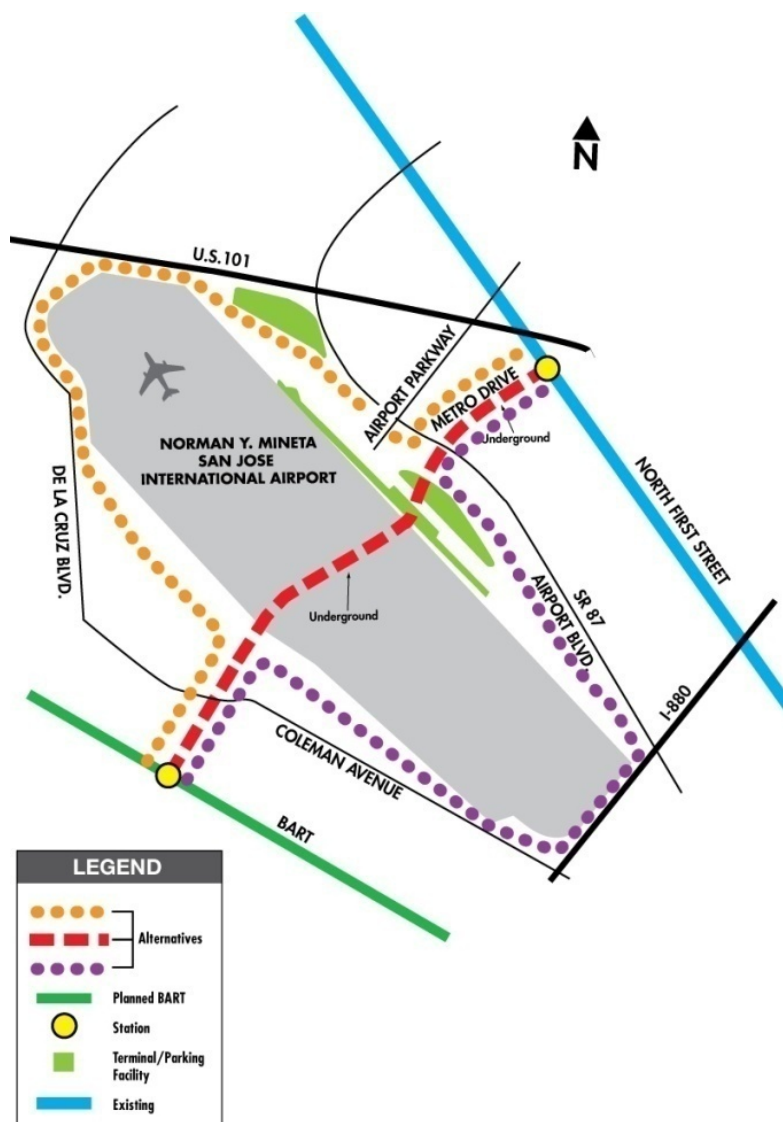 N
U.S.101
AIRPORT PARKWAY
METRO DRIVE
Underground
NORMAN Y. MINETA
SAN JOSE
INTERNATIONAL AIRPORT
DE LA CRUZ BLVD.
NORTH FIRST STREET
SR 87
AIRPORT BLVD.
Underground
I-880
COLEMAN AVENUE
BART
LEGEND
Alternatives
Planned BART
Station
Terminal/Parking
Facility
Existing